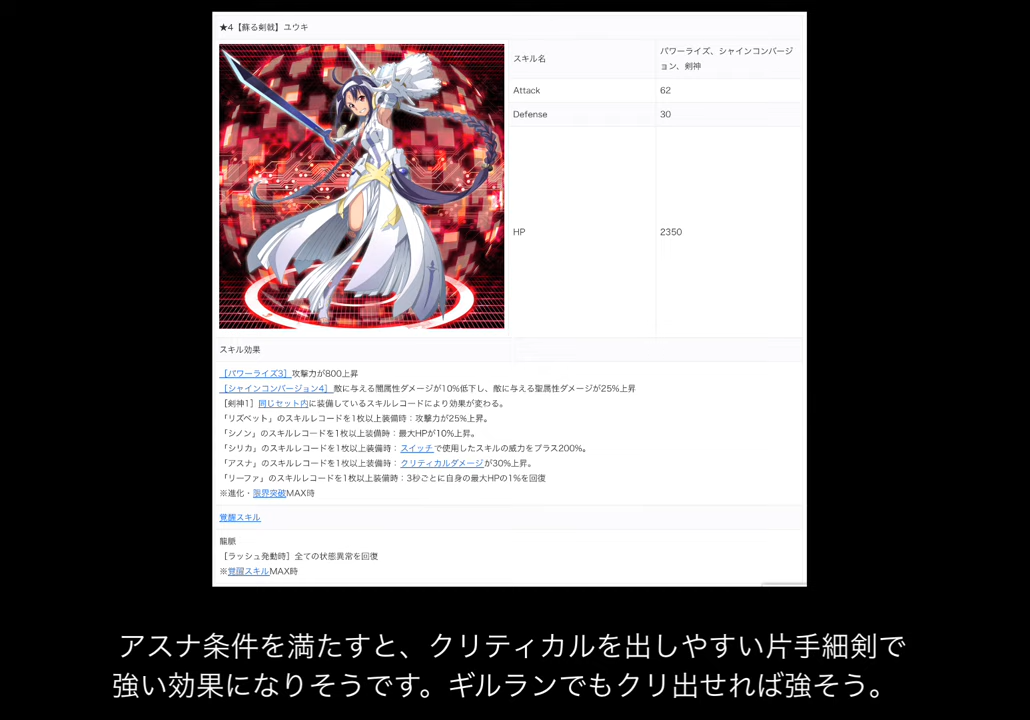 ★4【蘇る剣戟】ユウキ
スキル名
パワーライズ、シャインコンバージ
ョン、剣神
Attack
62
Defense
30
HP
2350
スキル効果
［パワーライズ3］攻撃力が800上昇
［シャインコンバージョン4］敵に与える闇属性ダメージが10%低下し、敵に与える聖属性ダメージが25%上昇
［剣神1］同じセット内に装備しているスキルレコードにより効果が変わる。
「リズベット」のスキルレコードを1枚以上装備時：攻撃力が25%上昇。
「シノン」のスキルレコードを1枚以上装備時：最大HPが10%上昇。
「シリカ」のスキルレコードを1枚以上装備時：スイッチで使用したスキルの威力をプラス200%。
「アスナ」のスキルレコードを1枚以上装備時：クリティカルダメージが30%上昇。
「リーファ」のスキルレコードを1枚以上装備時：3秒ごとに自身の最大HPの1%を回復
※進化・限界突破MAX時
覚醒スキル
龍脈
［ラッシュ発動時］全ての状態異常を回復
※覚醒スキルMAX時
アスナ条件を満たすと、クリティカルを出しやすい片手細剣で
強い効果になりそうです。ギルランでもクリ出せれば強そう。